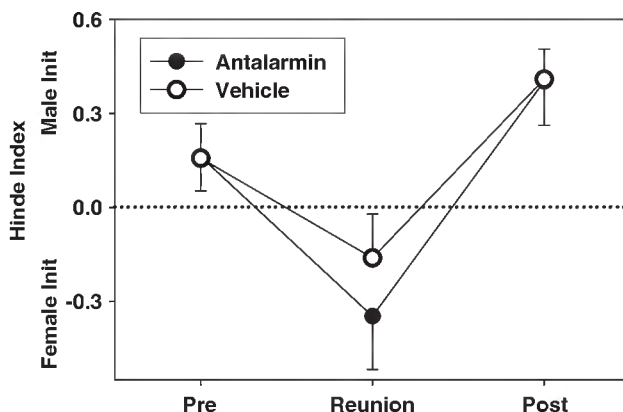 0.6
Antalarmin
Vehicle
0.3
0.0
-0.3
Hinde Index
Male Init
Female Init
Pre Reunion Post